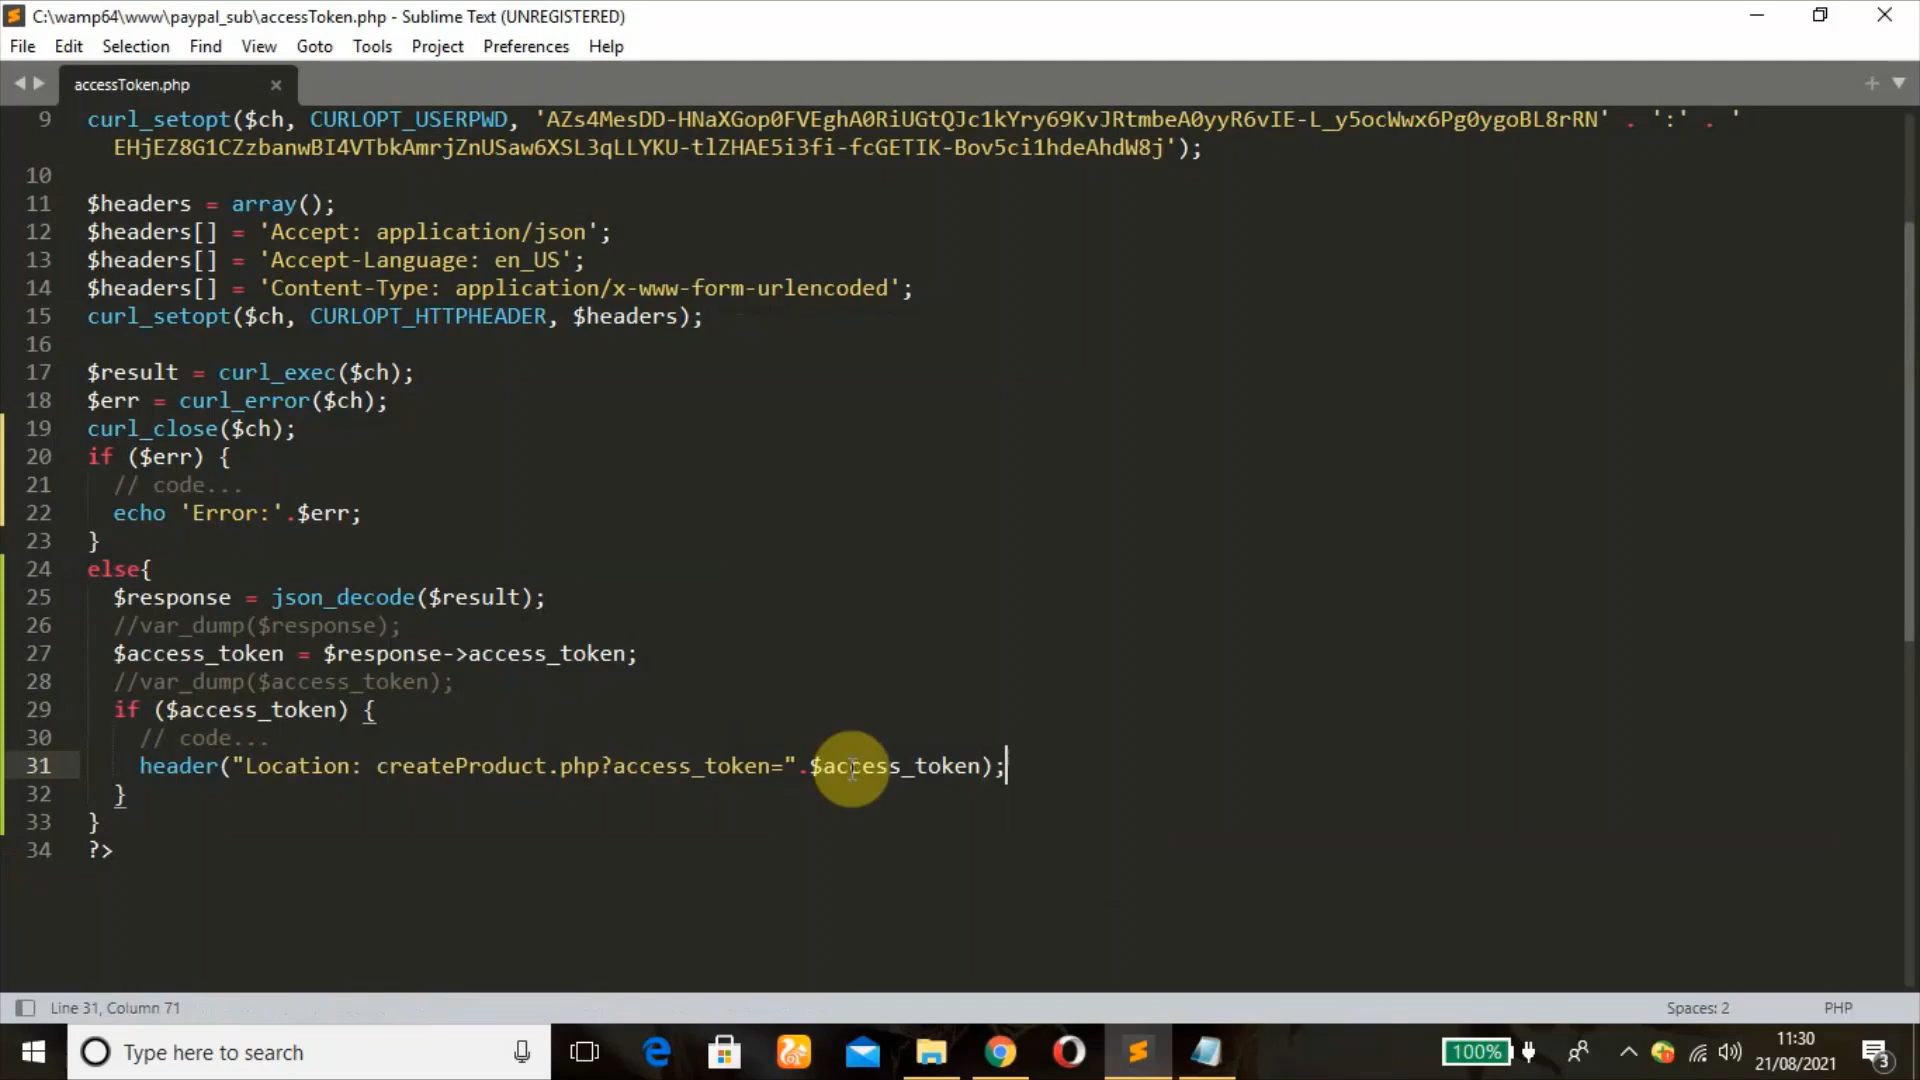 C:\wamp64\www\paypal_sub\accessToken.php - Sublime Text (UNREGISTERED)
File Edit Selection Find View Goto Tools Project Preferences Help
accessToken.php
9 curl_setopt($ch, CURLOPT_USERPWD, 'AZs4MesDD-HNaXGop0FVEghA0RiUGtQJc1kYry69KvJRtmbeA0yyR6vIE-L_y5ocWwx6Pg0ygoBL8rRN' . ':' . '
EHjEZ8G1CZzbanwBI4VTbkAmrjZnUSaw6XSL3qLLYKU-tlZHAE5i3fi-fcGETIK-Bov5ci1hdeAhdW8j');
10
11 $headers = array();
12 $headers[] = 'Accept: application/json';
13 $headers[] = 'Accept-Language: en_US';
14 $headers[] = 'Content-Type: application/x-www-form-urlencoded';
15 curl_setopt($ch, CURLOPT_HTTPHEADER, $headers);
16
17 $result = curl_exec($ch);
18 $err = curl_error($ch);
19 curl_close($ch);
20 if ($err) {
21 // code...
22 echo 'Error:'.$err;
23 }
24 else{
25 $response = json_decode($result);
26 //var_dump($response);
27 $access_token = $response->access_token;
28 //var_dump($access_token);
29 if ($access_token) {
30 // code...
31 header("Location: createProduct.php?access_token=".$access_token);
32 }
33 }
34 ?>
Line 31, Column 71
Spaces: 2 PHP
Type here to search
100%
11:30
21/08/2021
3